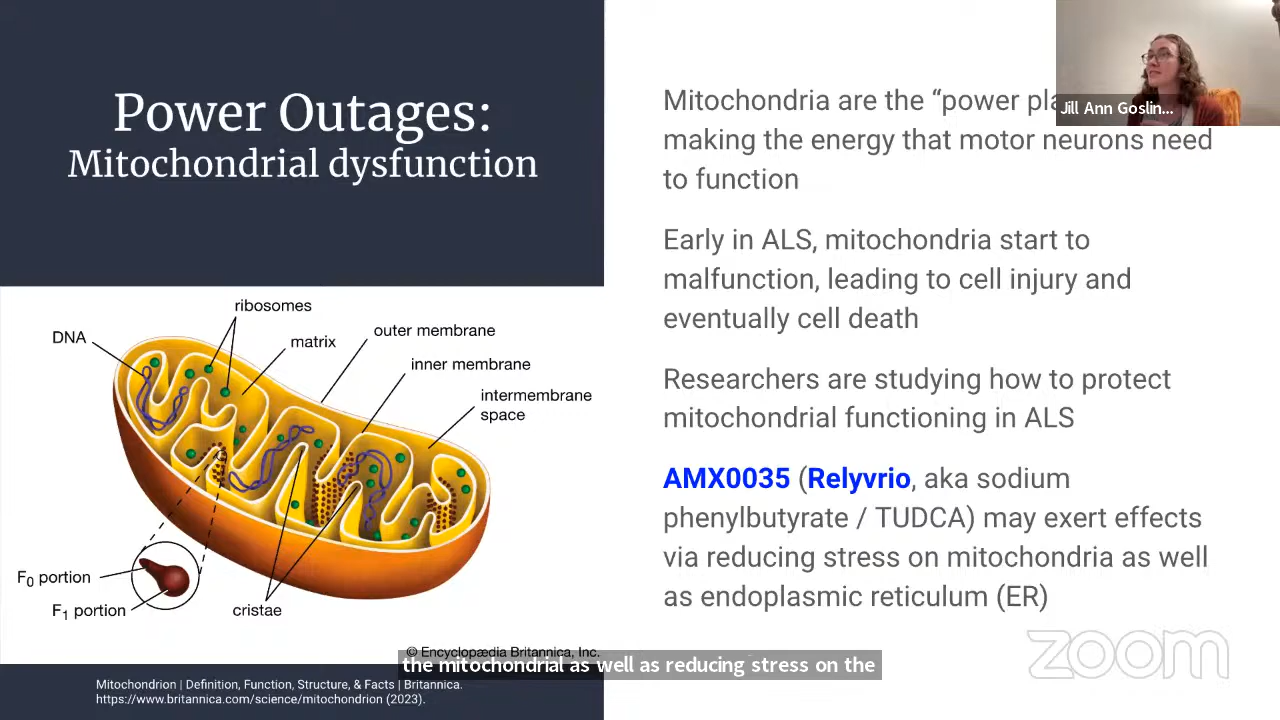 Power Outages:
Mitochondrial dysfunction
ribosomes
DNA
matrix
outer membrane
inner membrane
intermembrane
space
F0 portion
F1 portion
cristae
© Encyclopædia Britannica, Inc.
Mitochondrion | Definition, Function, Structure, & Facts | Britannica.
https://www.britannica.com/science/mitochondrion (2023).
Mitochondria are the “power
making the energy that motor neurons need
to function
Early in ALS, mitochondria start to
malfunction, leading to cell injury and
eventually cell death
Researchers are studying how to protect
mitochondrial functioning in ALS
AMX0035 (Relyvrio, aka sodium
phenylbutyrate / TUDCA) may exert effects
via reducing stress on mitochondria as well
as endoplasmic reticulum (ER)
Jill Ann Goslin...
the mitochondrial as well as reducing stress on the
zoom